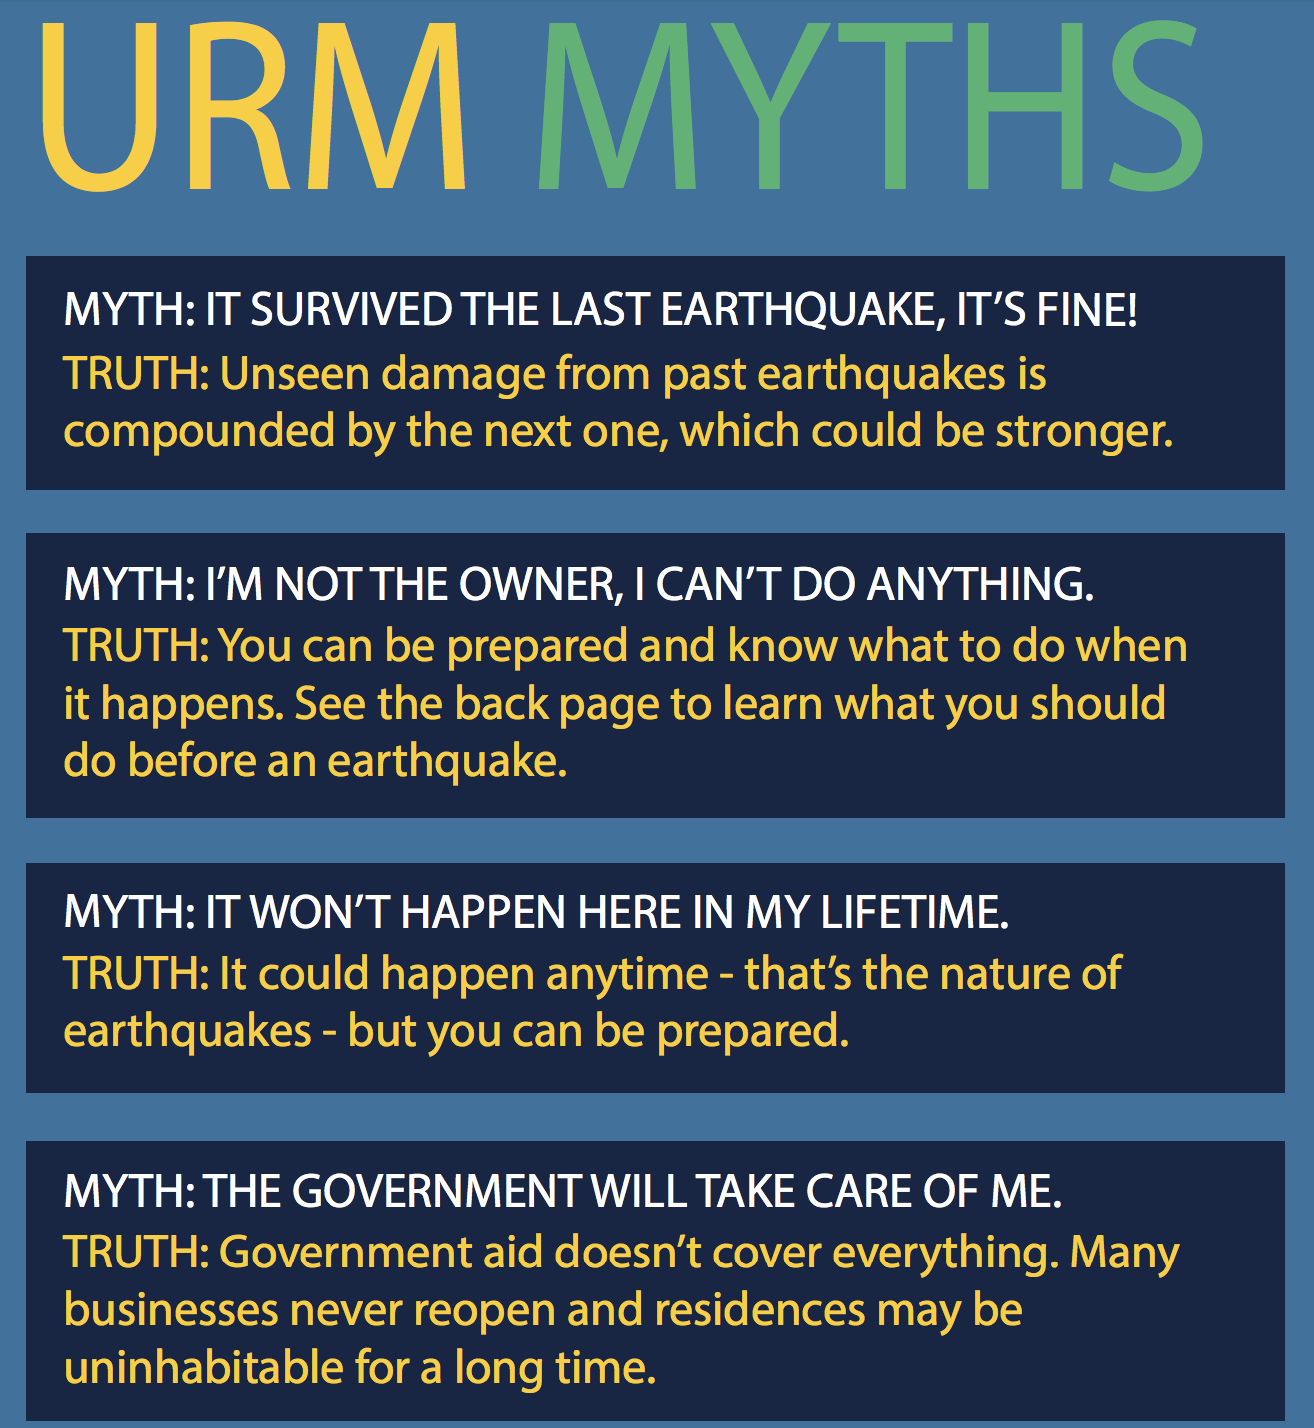 URM MYTHS
MYTH: IT SURVIVED THE LAST EARTHQUAKE, IT’S FINE!
TRUTH: Unseen damage from past earthquakes is
compounded by the next one, which could be stronger.
MYTH: I’M NOT THE OWNER, I CAN’T DO ANYTHING.
TRUTH: You can be prepared and know what to do when
it happens. See the back page to learn what you should
do before an earthquake.
MYTH: IT WON’T HAPPEN HERE IN MY LIFETIME.
TRUTH: It could happen anytime - that’s the nature of
earthquakes - but you can be prepared.
MYTH: THE GOVERNMENT WILL TAKE CARE OF ME.
TRUTH: Government aid doesn’t cover everything. Many
businesses never reopen and residences may be
uninhabitable for a long time.